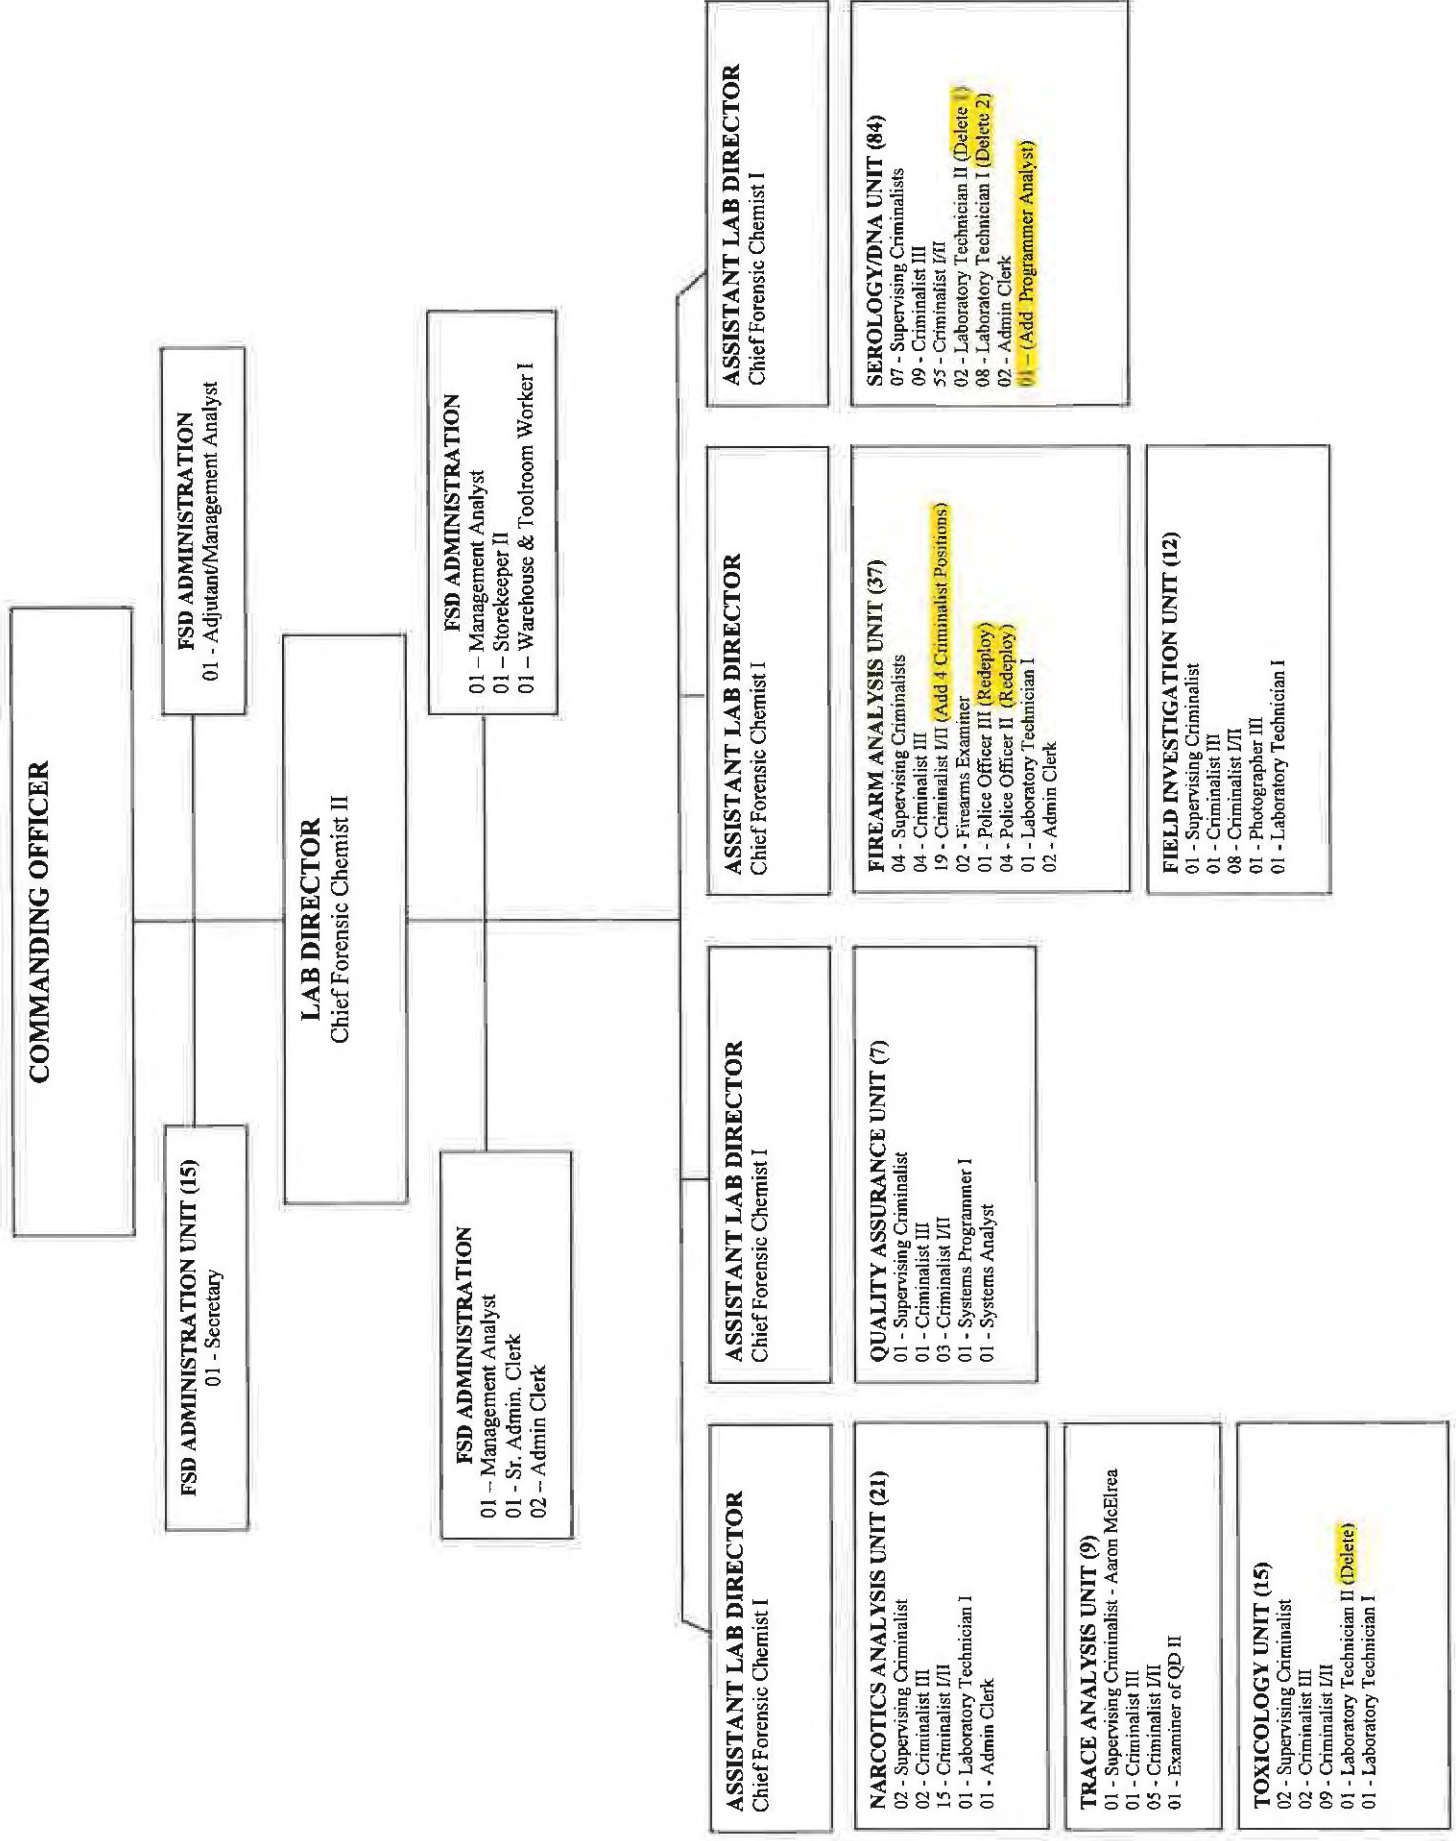 COMMANDING OFFICER
FSD ADMINISTRATION UNIT (15)
01 - Secretary
FSD ADMINISTRATION
01 - Adjutant/Management Analyst
LAB DIRECTOR
Chief Forensic Chemist II
FSD ADMINISTRATION
01 – Management Analyst
01 - Sr. Admin. Clerk
02 – Admin Clerk
FSD ADMINISTRATION
01 – Management Analyst
01 – Storekeeper II
01 – Warehouse & Toolroom Worker I
ASSISTANT LAB DIRECTOR
Chief Forensic Chemist I
NARCOTICS ANALYSIS UNIT (21)
02 - Supervising Criminalist
02 - Criminalist III
15 - Criminalist I/II
01 - Laboratory Technician I
01 - Admin Clerk
TRACE ANALYSIS UNIT (9)
01 - Supervising Criminalist - Aaron McElrea
01 - Criminalist III
05 - Criminalist I/II
01 - Examiner of QD II
TOXICOLOGY UNIT (15)
02 - Supervising Criminalist
02 - Criminalist III
09 - Criminalist I/II
01 - Laboratory Technician II (Delete)
01 - Laboratory Technician I
ASSISTANT LAB DIRECTOR
Chief Forensic Chemist I
QUALITY ASSURANCE UNIT (7)
01 - Supervising Criminalist
01 - Criminalist III
03 - Criminalist I/II
01 - Systems Programmer I
01 - Systems Analyst
ASSISTANT LAB DIRECTOR
Chief Forensic Chemist I
FIREARM ANALYSIS UNIT (37)
04 - Supervising Criminalists
04 - Criminalist III
19 - Criminalist I/II (Add 4 Criminalist Positions)
02 - Firearms Examiner
01 - Police Officer III (Redeploy)
04 - Police Officer II (Redeploy)
01 - Laboratory Technician I
02 - Admin Clerk
FIELD INVESTIGATION UNIT (12)
01 - Supervising Criminalist
01 - Criminalist III
08 - Criminalist I/II
01 - Photographer III
01 - Laboratory Technician I
ASSISTANT LAB DIRECTOR
Chief Forensic Chemist I
SEROLOGY/DNA UNIT (84)
07 - Supervising Criminalists
09 - Criminalist III
55 - Criminalist I/II
02 - Laboratory Technician II (Delete 1)
08 - Laboratory Technician I (Delete 2)
02 - Admin Clerk
01 – (Add Programmer Analyst)